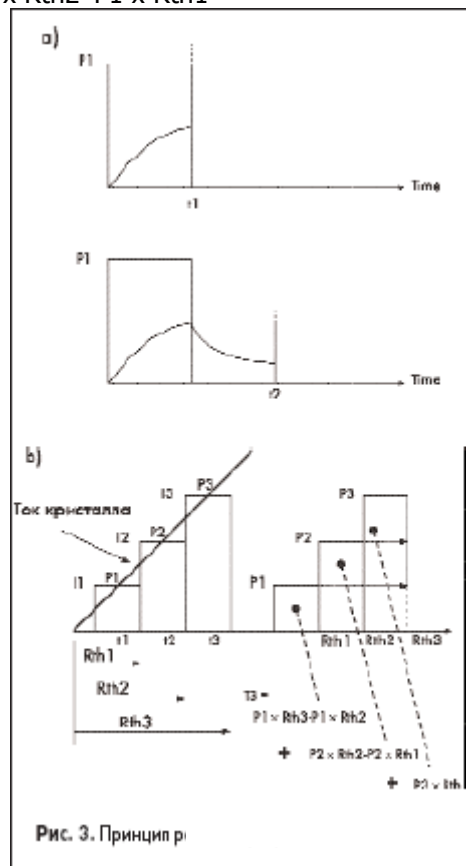 x Rth2-P1 x Rth1
a)
P1
Time
t1
P1
Time
t2
b)
I3 P3 P3
Ток кристалла
I2 P2 P2
I1 P1 P1
t1 t2 t3 Rth1 Rth2 Rth3
Rth1
Rth2
T3 =
Rth3
P1 × Rth3-P1 × Rth2
+ P2 × Rth2-P2 × Rth1
+ P3 × Rth
Рис. 3. Принцип